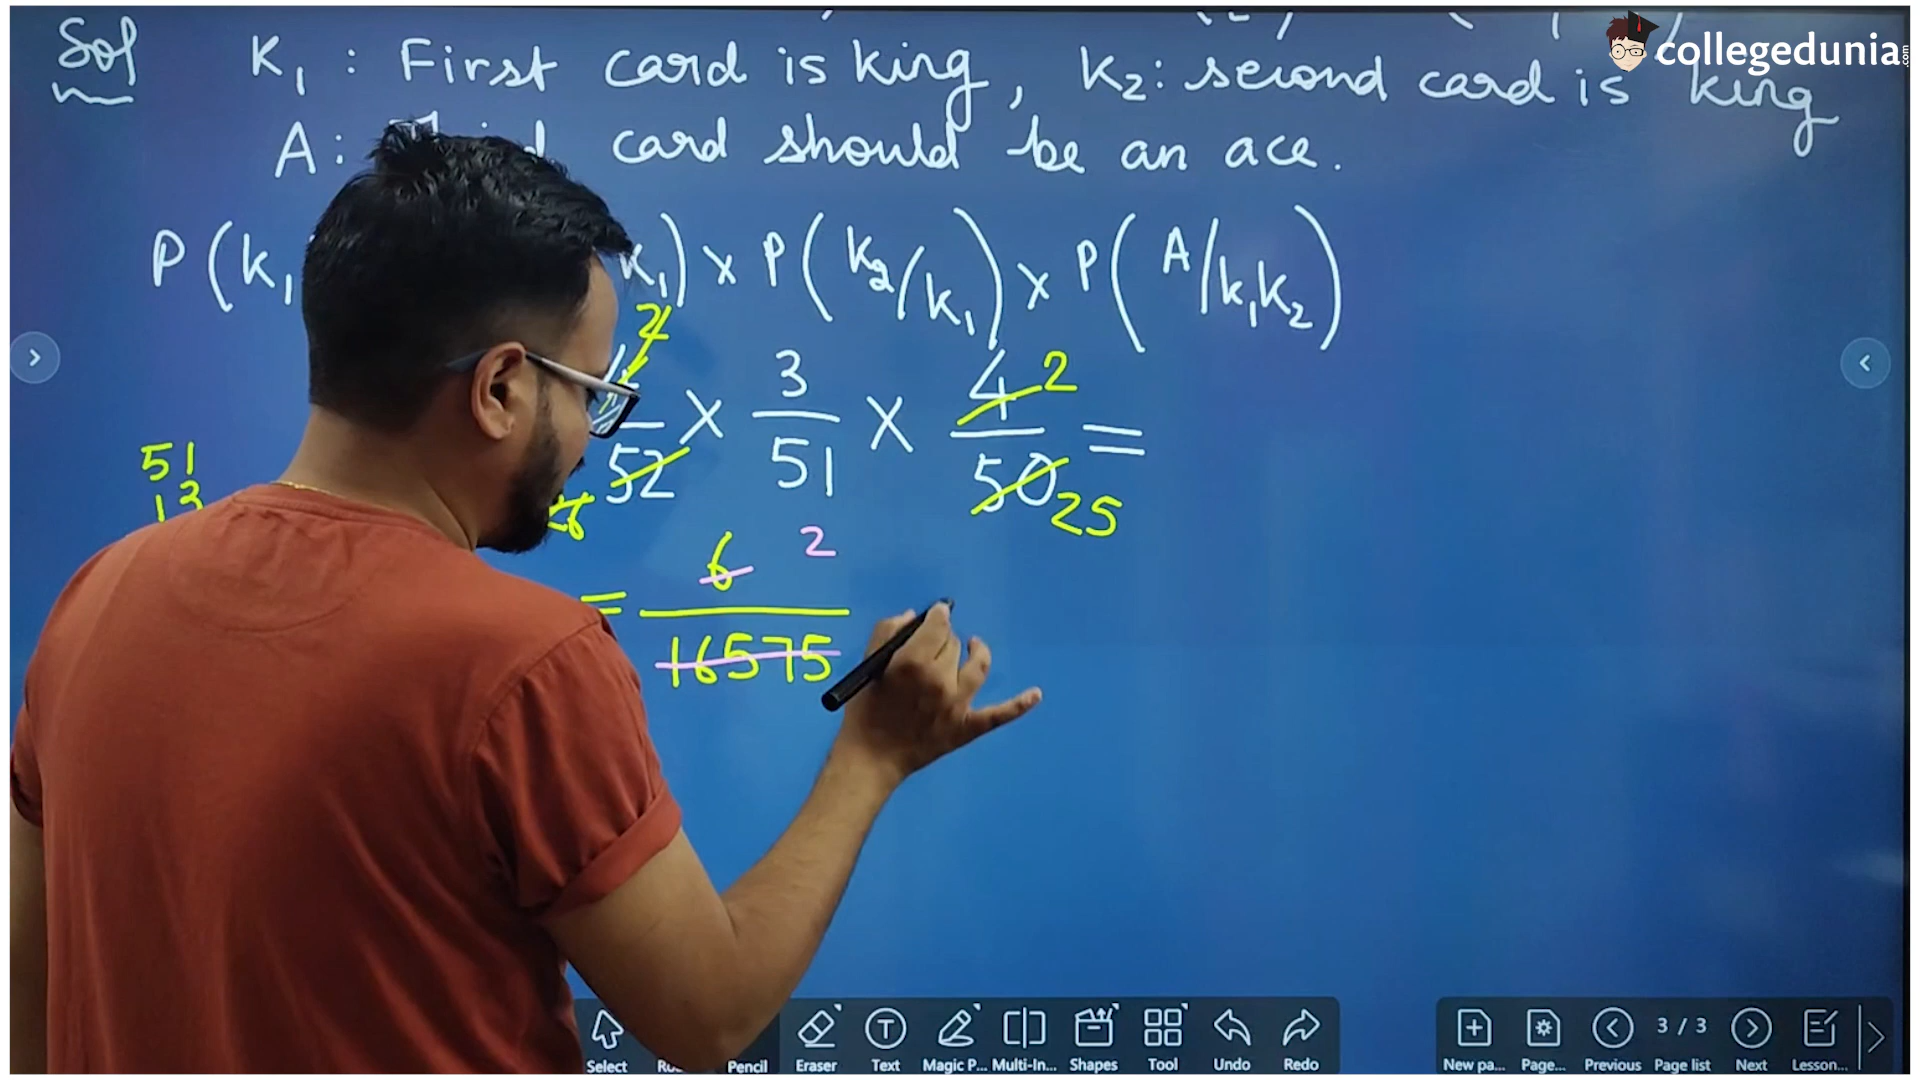 collegedunia.com
Sol K₁ : First card is king, K₂: second card is king
A: card should be an ace.
P(K₁ K₁) x P(K₂/K₁) x P(A/K₁K₂)
2
3 4 2
52 x 51 x 50 =
25
51
13
6 2
= 16575
Select Pencil Eraser Text Magic P... Multi-In... Shapes Tool Undo Redo New pa... Page... Previous 3 / 3 Page list Next Lesson...